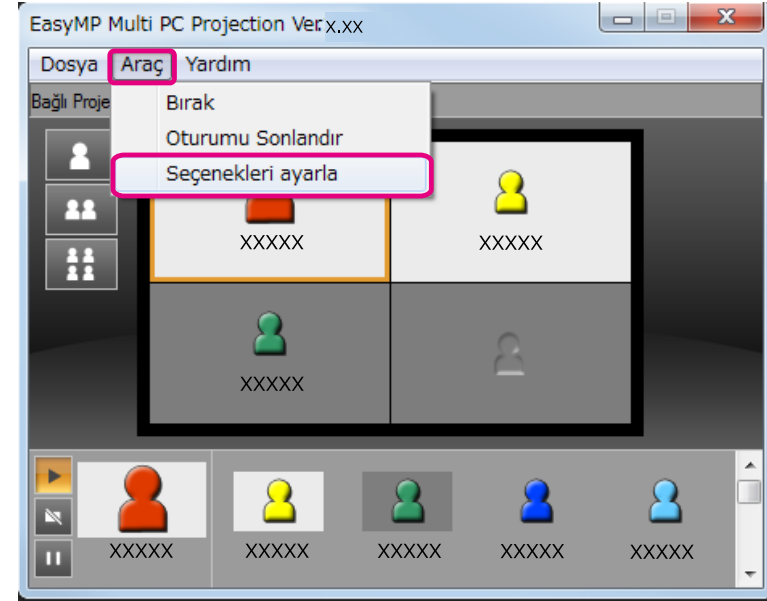 EasyMP Multi PC Projection Ver. x.xx
Dosya Araç Yardım
Bağlı Proje
Bırak
Oturumu Sonlandır
Seçenekleri ayarla
XXXXX XXXXX
XXXXX
XXXXX XXXXX XXXXX XXXXX XXXXX